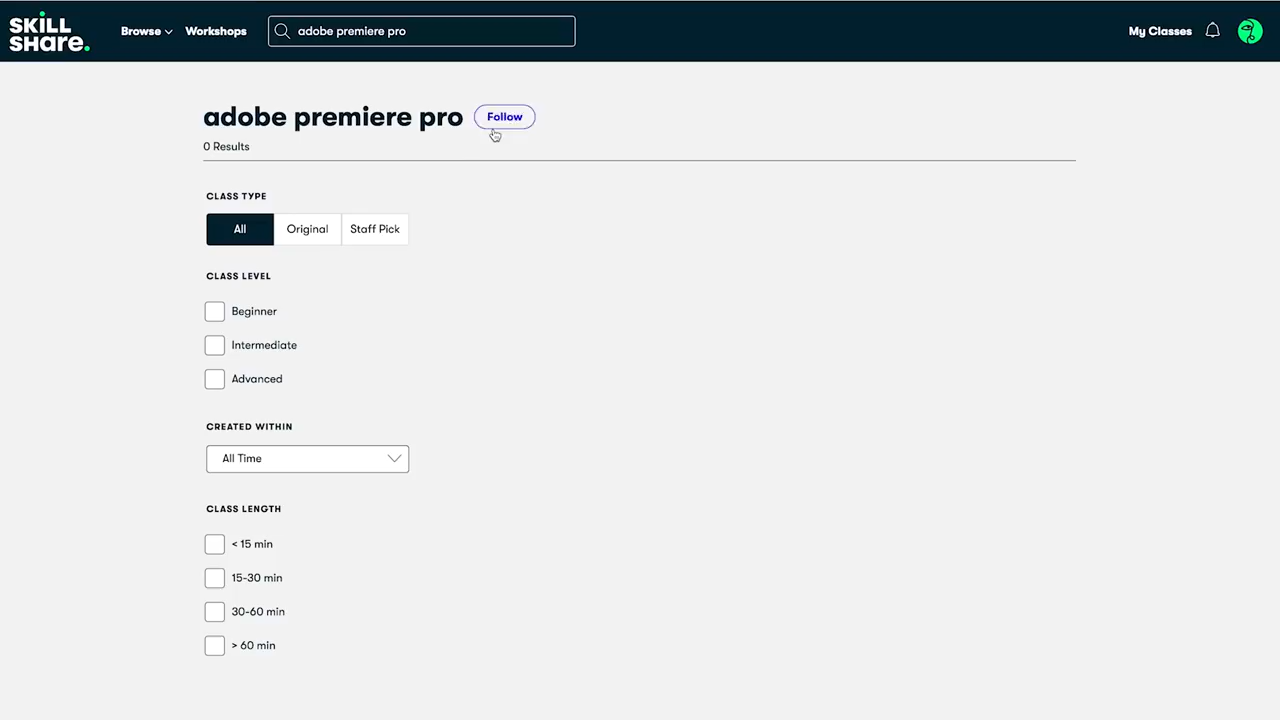 SKILL
SHARE.
Browse
Workshops
adobe premiere pro
My Classes
adobe premiere pro
Follow
0 Results
CLASS TYPE
All
Original
Staff Pick
CLASS LEVEL
Beginner
Intermediate
Advanced
CREATED WITHIN
All Time
CLASS LENGTH
< 15 min
15-30 min
30-60 min
> 60 min